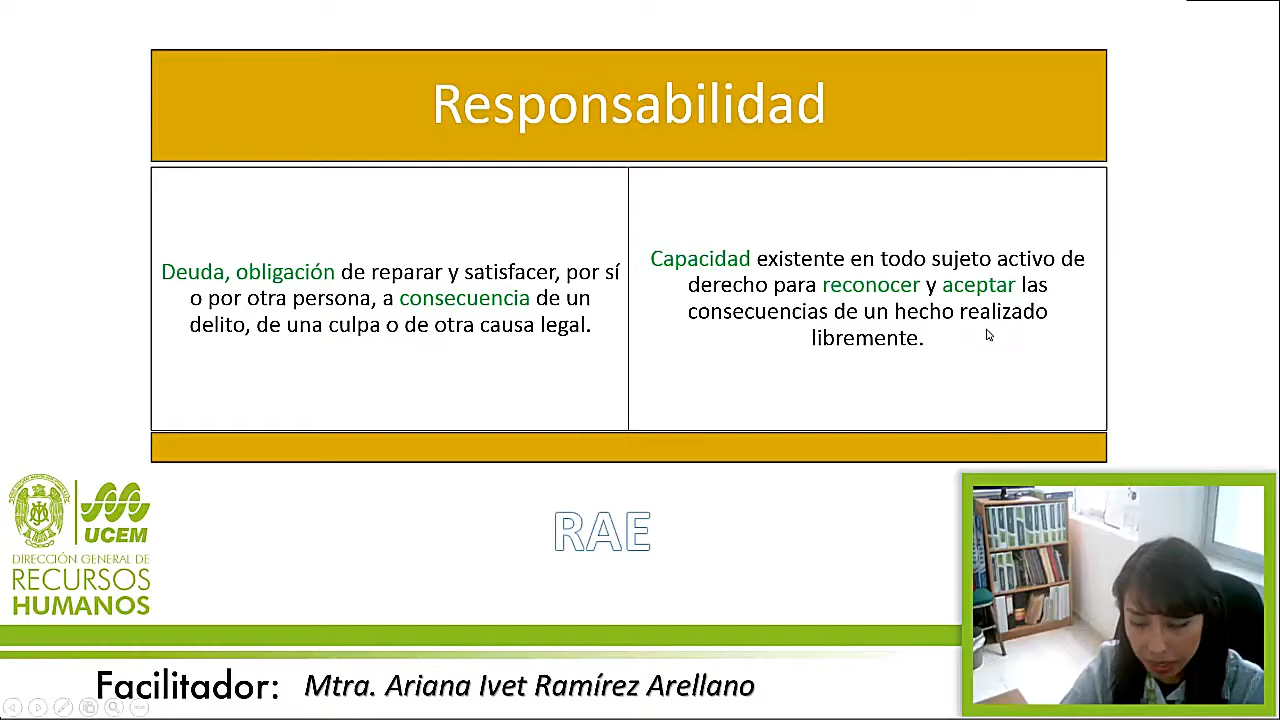 Responsabilidad
Deuda, obligación de reparar y satisfacer, por sí
o por otra persona, a consecuencia de un
delito, de una culpa o de otra causa legal.
Capacidad existente en todo sujeto activo de
derecho para reconocer y aceptar las
consecuencias de un hecho realizado
libremente.
RAE
UCEM
DIRECCIÓN GENERAL DE
RECURSOS
HUMANOS
Facilitador: Mtra. Ariana Ivet Ramírez Arellano